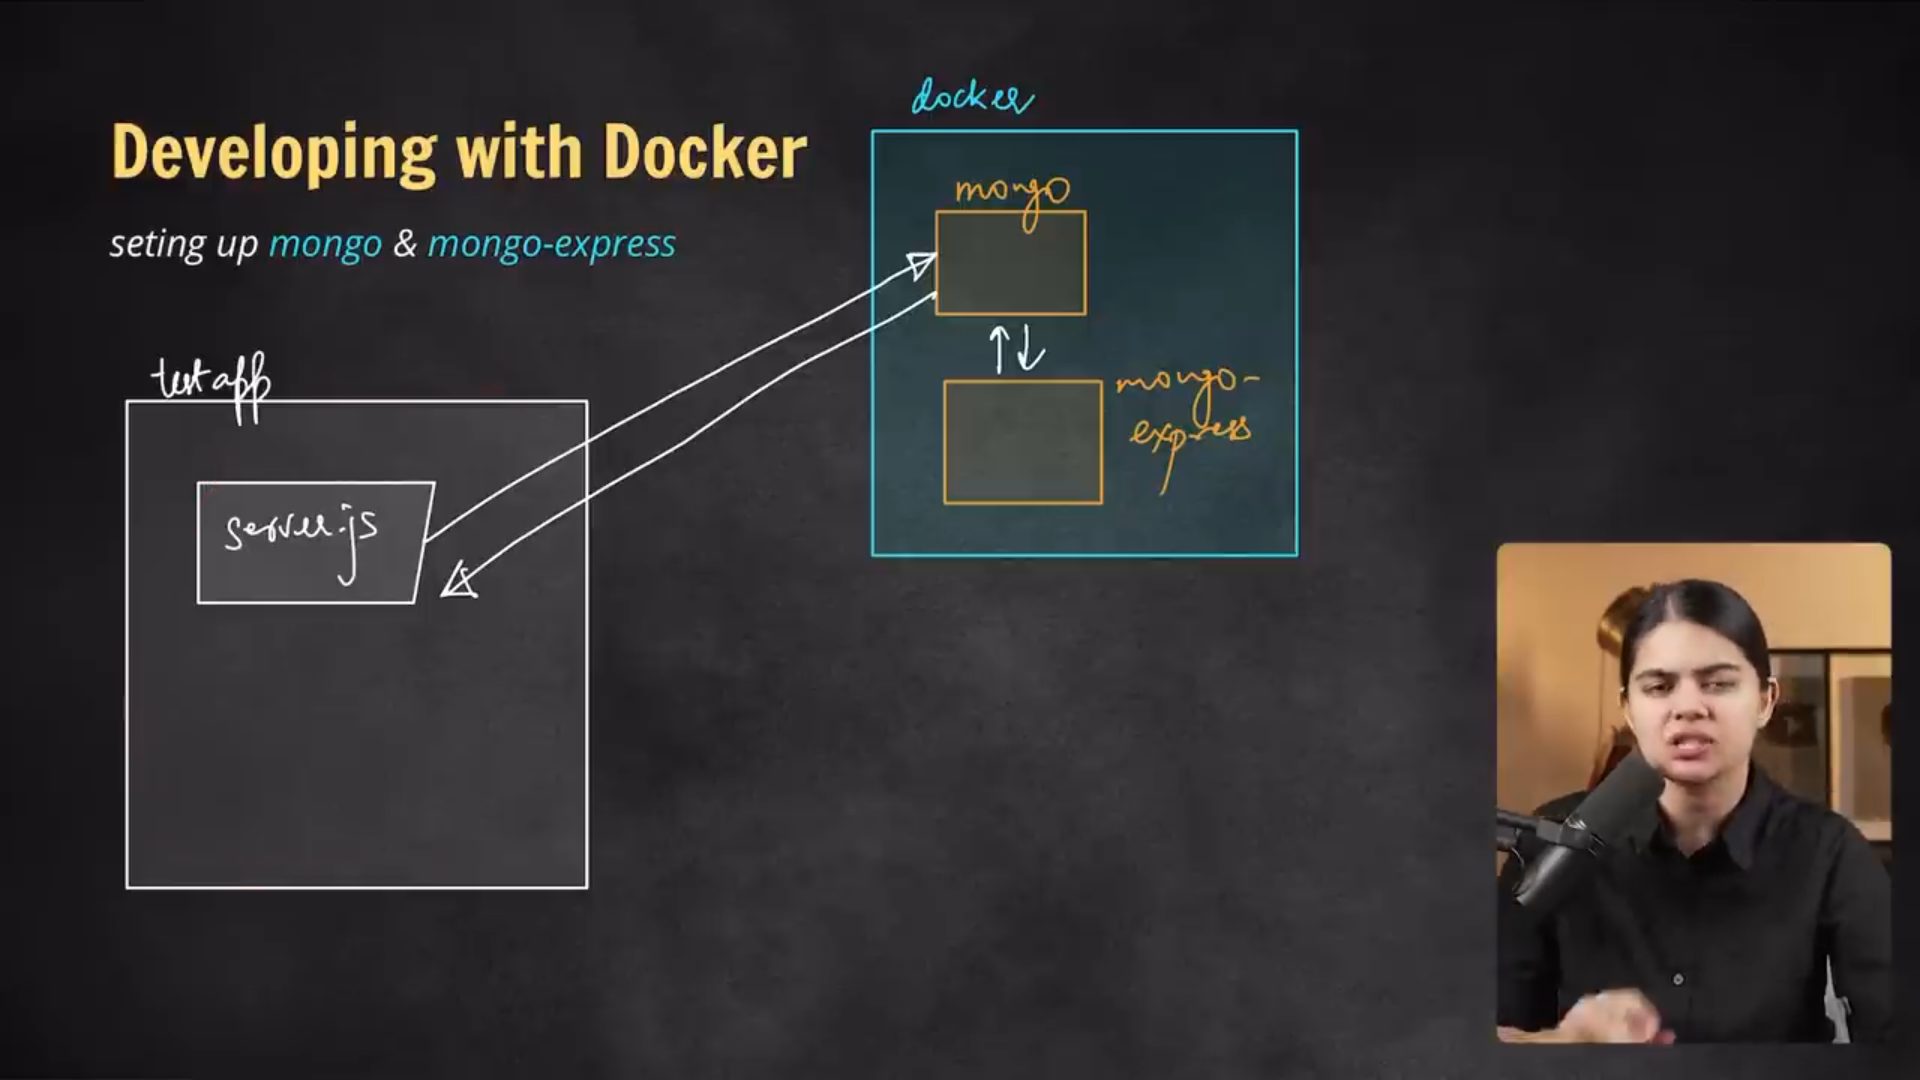 docker
Developing with Docker
seting up mongo & mongo-express
mongo
testapp
server.js
mongo-
express